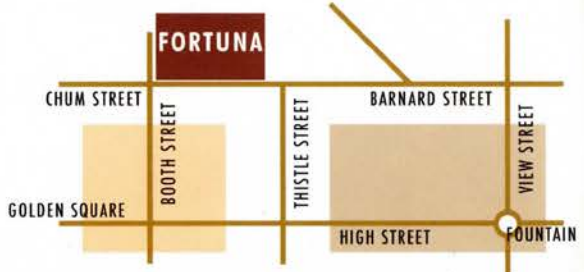 FORTUNA
CHUM STREET
BARNARD STREET
BOOTH STREET
THISTLE STREET
VIEW STREET
GOLDEN SQUARE
HIGH STREET
FOUNTAIN